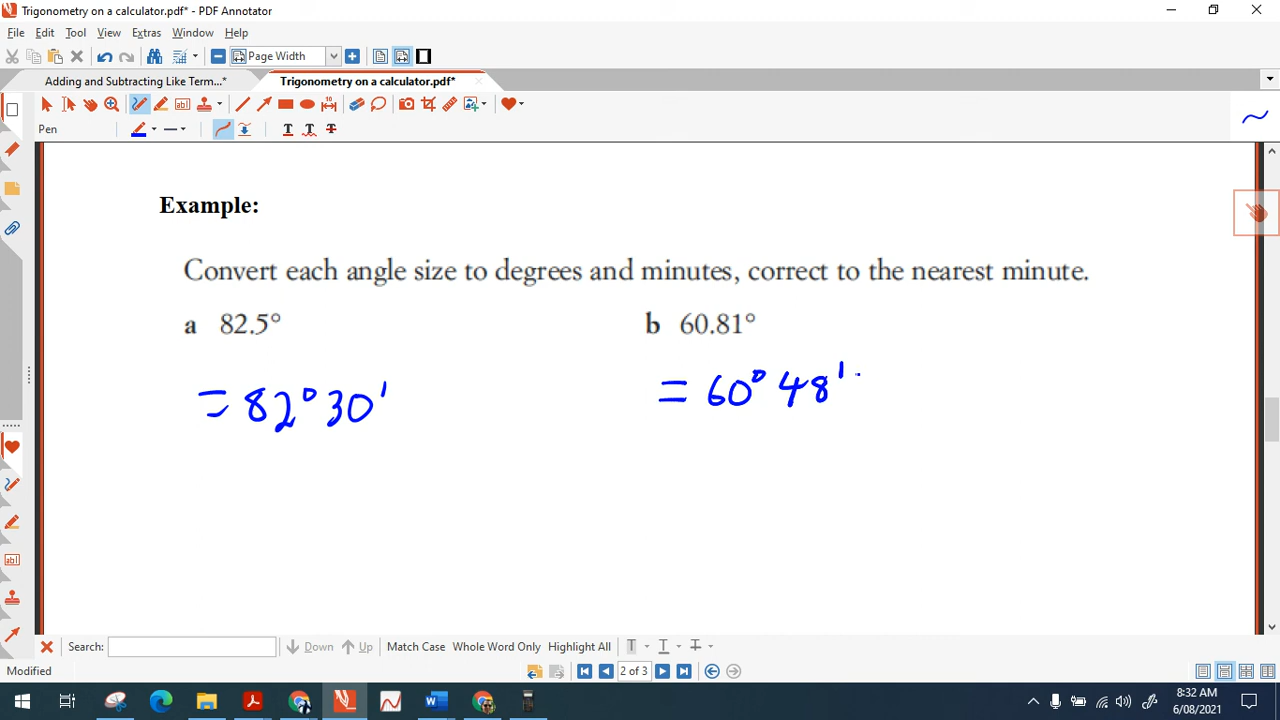 Trigonometry on a calculator.pdf* - PDF Annotator
File Edit Tool View Extras Window Help
Page Width
Adding and Subtracting Like Term...* Trigonometry on a calculator.pdf*
Pen
Example:
Convert each angle size to degrees and minutes, correct to the nearest minute.
a 82.5° b 60.81°
= 82° 30' = 60° 48'
Search: Down Up Match Case Whole Word Only Highlight All
Modified 2 of 3
8:32 AM
6/08/2021